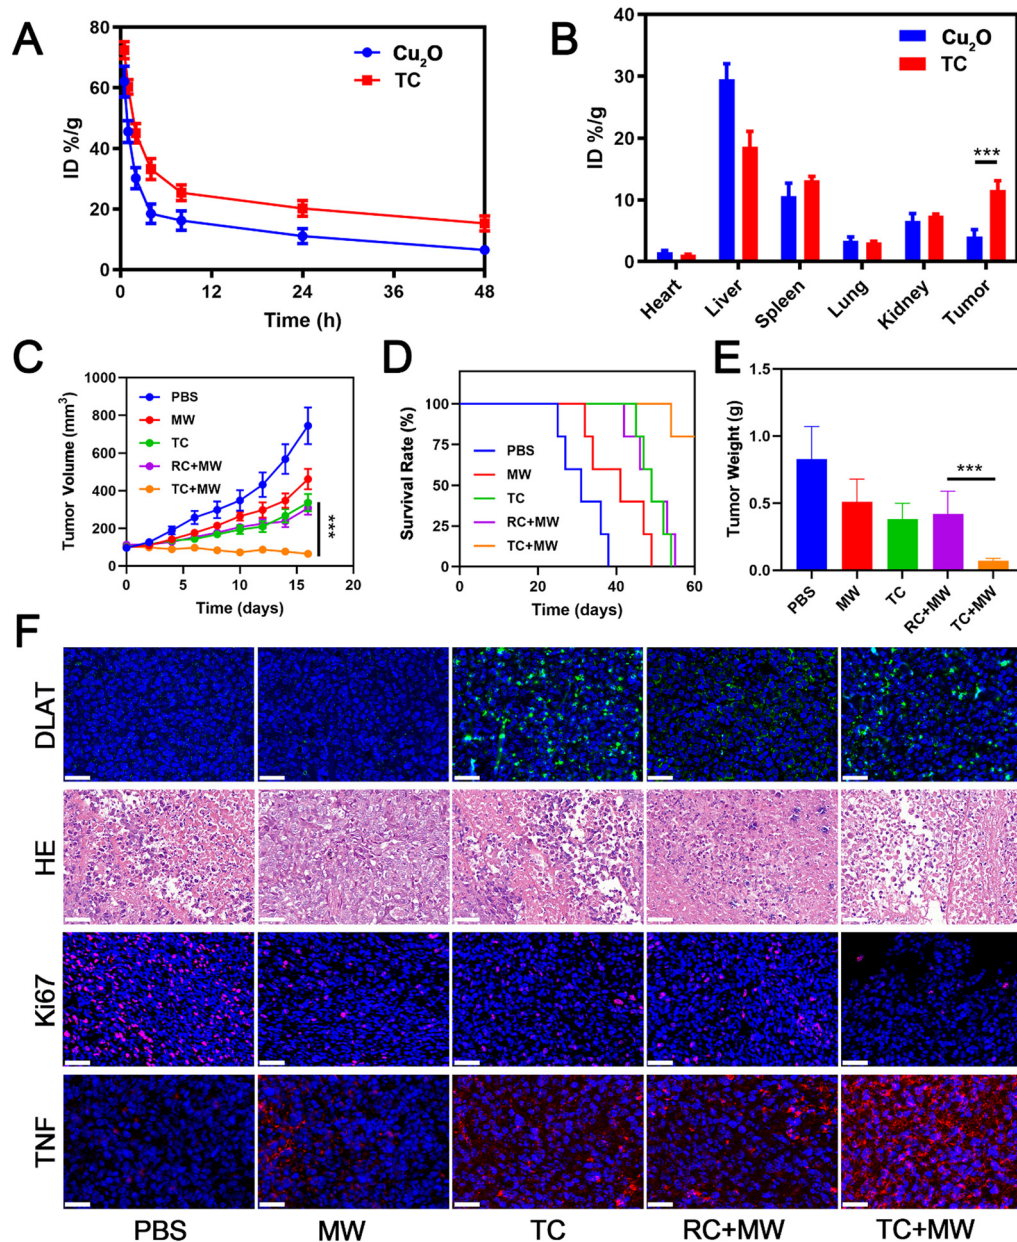 A
ID %/g
80
60
40
20
0
0 12 24 36 48
Time (h)
Cu₂O
TC
B
ID %/g
40
30
20
10
0
Cu₂O
TC
***
Heart Liver Spleen Lung Kidney Tumor
C
Tumor Volume (mm³)
1000
800
600
400
200
0
0 5 10 15 20
Time (days)
PBS
MW
TC
RC+MW
TC+MW
***
D
Survival Rate (%)
100
75
50
25
0
0 20 40 60
Time (days)
PBS
MW
TC
RC+MW
TC+MW
E
Tumor Weight (g)
1.5
1.0
0.5
0.0
***
PBS MW TC RC+MW TC+MW
F
DLAT
HE
Ki67
TNF
PBS MW TC RC+MW TC+MW